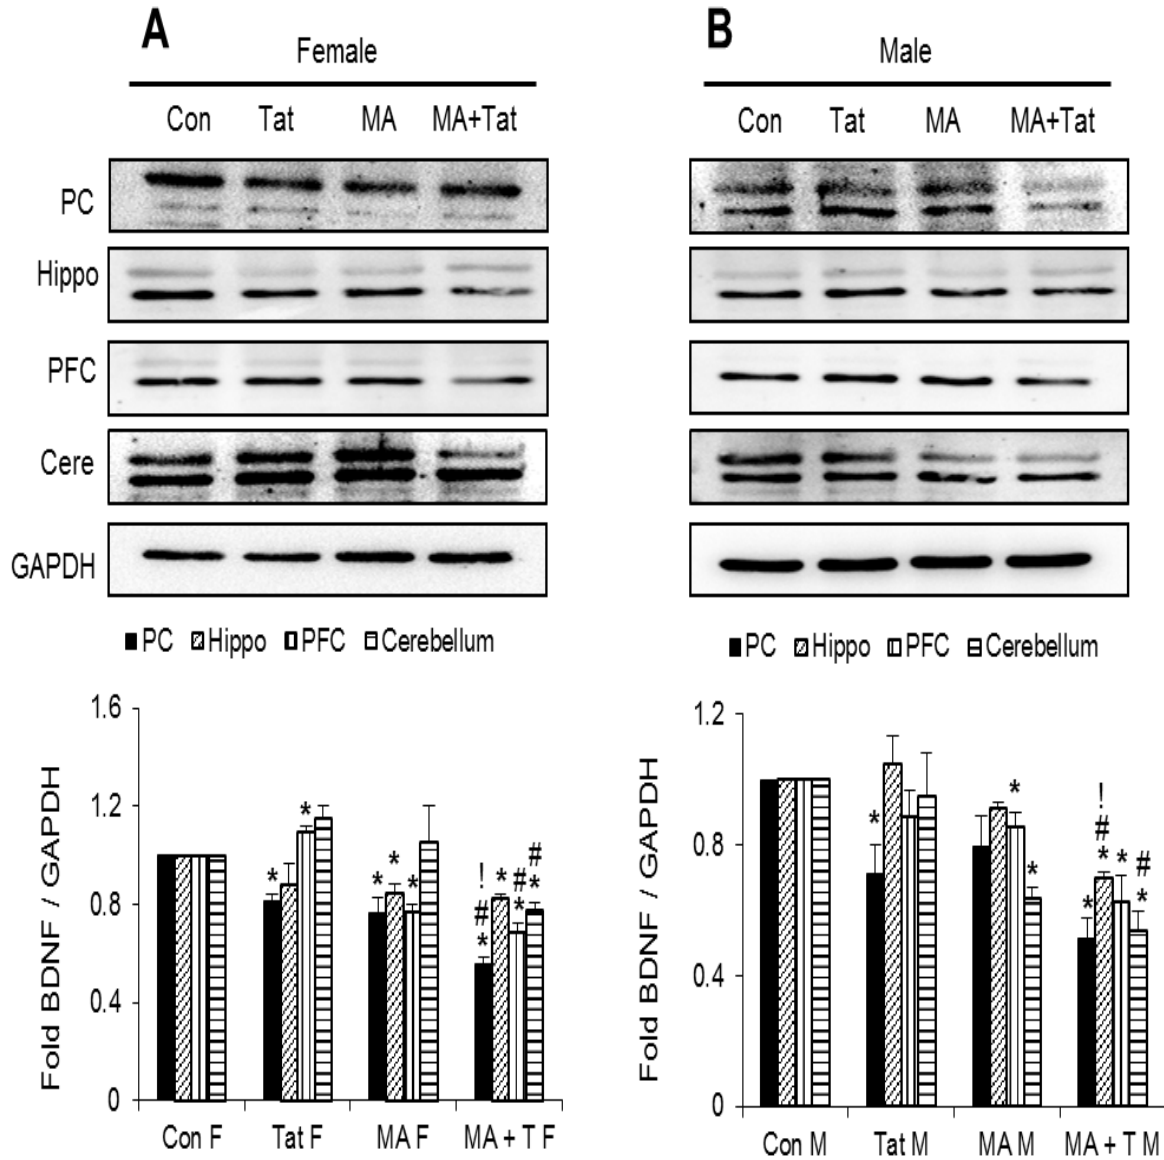 A
Female
Con Tat MA MA+Tat
PC
Hippo
PFC
Cere
GAPDH
■ PC Hippo PFC Cerebellum
Fold BDNF / GAPDH
1.6
1.2
0.8
0.4
0
* *
* * *
! # * * # * # *
Con F Tat F MA F MA + T F
B
Male
Con Tat MA MA+Tat
PC Hippo PFC Cerebellum
Fold BDNF / GAPDH
1.2
0.8
0.4
0
*
* *
* ! # * * # *
Con M Tat M MA M MA + T M